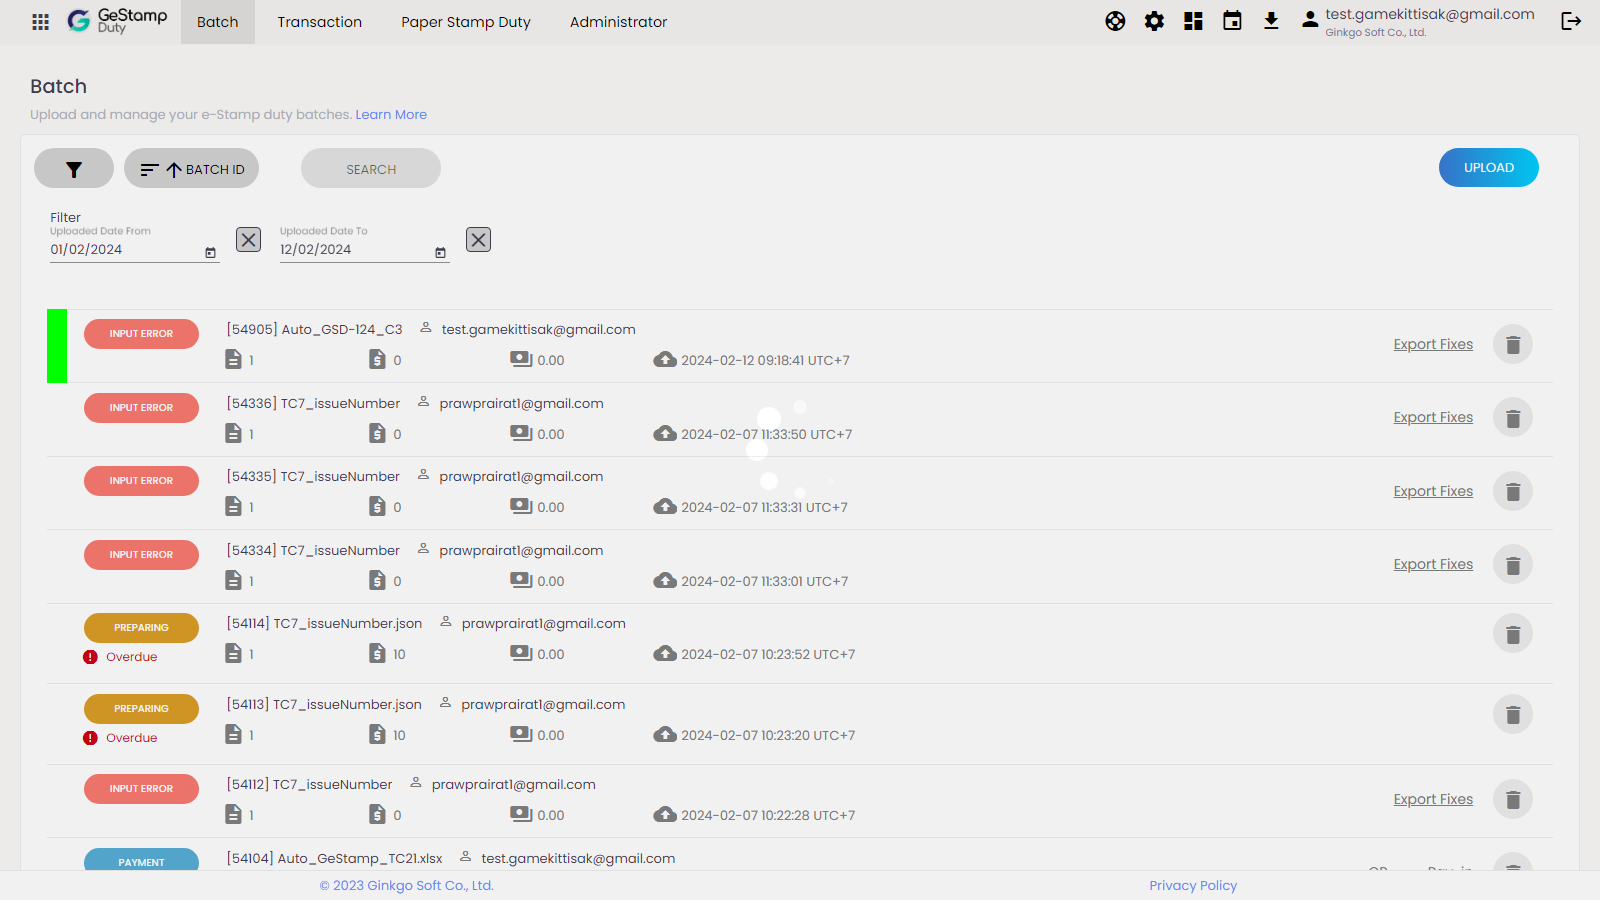 GeStamp
Duty
Batch
Transaction
Paper Stamp Duty
Administrator
test.gamekittisak@gmail.com
Ginkgo Soft Co., Ltd.
Batch
Upload and manage your e-Stamp duty batches. Learn More
BATCH ID
SEARCH
UPLOAD
Filter
Uploaded Date From
01/02/2024
Uploaded Date To
12/02/2024
INPUT ERROR
[54905] Auto_GSD-124_C3 test.gamekittisak@gmail.com
1 0 0.00 2024-02-12 09:18:41 UTC+7
Export Fixes
INPUT ERROR
[54336] TC7_issueNumber prawprairat1@gmail.com
1 0 0.00 2024-02-07 11:33:50 UTC+7
Export Fixes
INPUT ERROR
[54335] TC7_issueNumber prawprairat1@gmail.com
1 0 0.00 2024-02-07 11:33:31 UTC+7
Export Fixes
INPUT ERROR
[54334] TC7_issueNumber prawprairat1@gmail.com
1 0 0.00 2024-02-07 11:33:01 UTC+7
Export Fixes
PREPARING
Overdue
[54114] TC7_issueNumber.json prawprairat1@gmail.com
1 10 0.00 2024-02-07 10:23:52 UTC+7
PREPARING
Overdue
[54113] TC7_issueNumber.json prawprairat1@gmail.com
1 10 0.00 2024-02-07 10:23:20 UTC+7
INPUT ERROR
[54112] TC7_issueNumber prawprairat1@gmail.com
1 0 0.00 2024-02-07 10:22:28 UTC+7
Export Fixes
PAYMENT
[54104] Auto_GeStamp_TC21.xlsx test.gamekittisak@gmail.com
© 2023 Ginkgo Soft Co., Ltd.
Privacy Policy